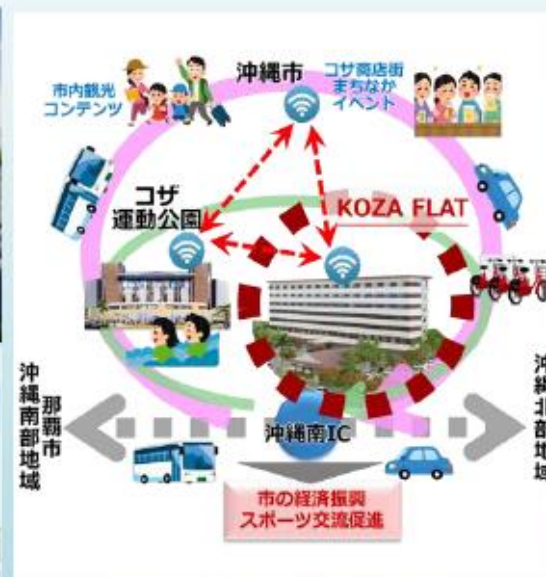 沖縄市
コザ商店街
まちなか
イベント
市内観光
コンテンツ
コザ
運動公園
KOZA FLAT
那覇市
沖縄南部地域
沖縄北部地域
沖縄南IC
市の経済振興
スポーツ交流促進